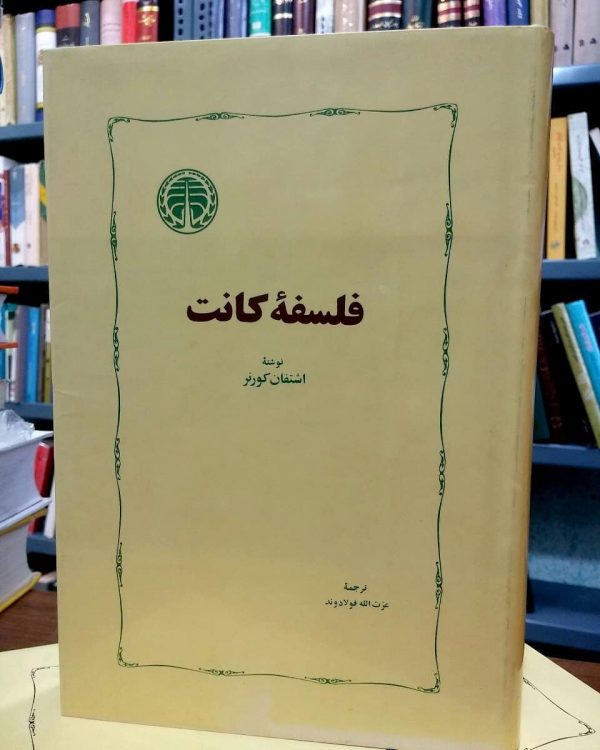 فلسفهٔ کانت
نوشتهٔ
اشتفان کورنر
ترجمهٔ
عزت‌الله فولادوند